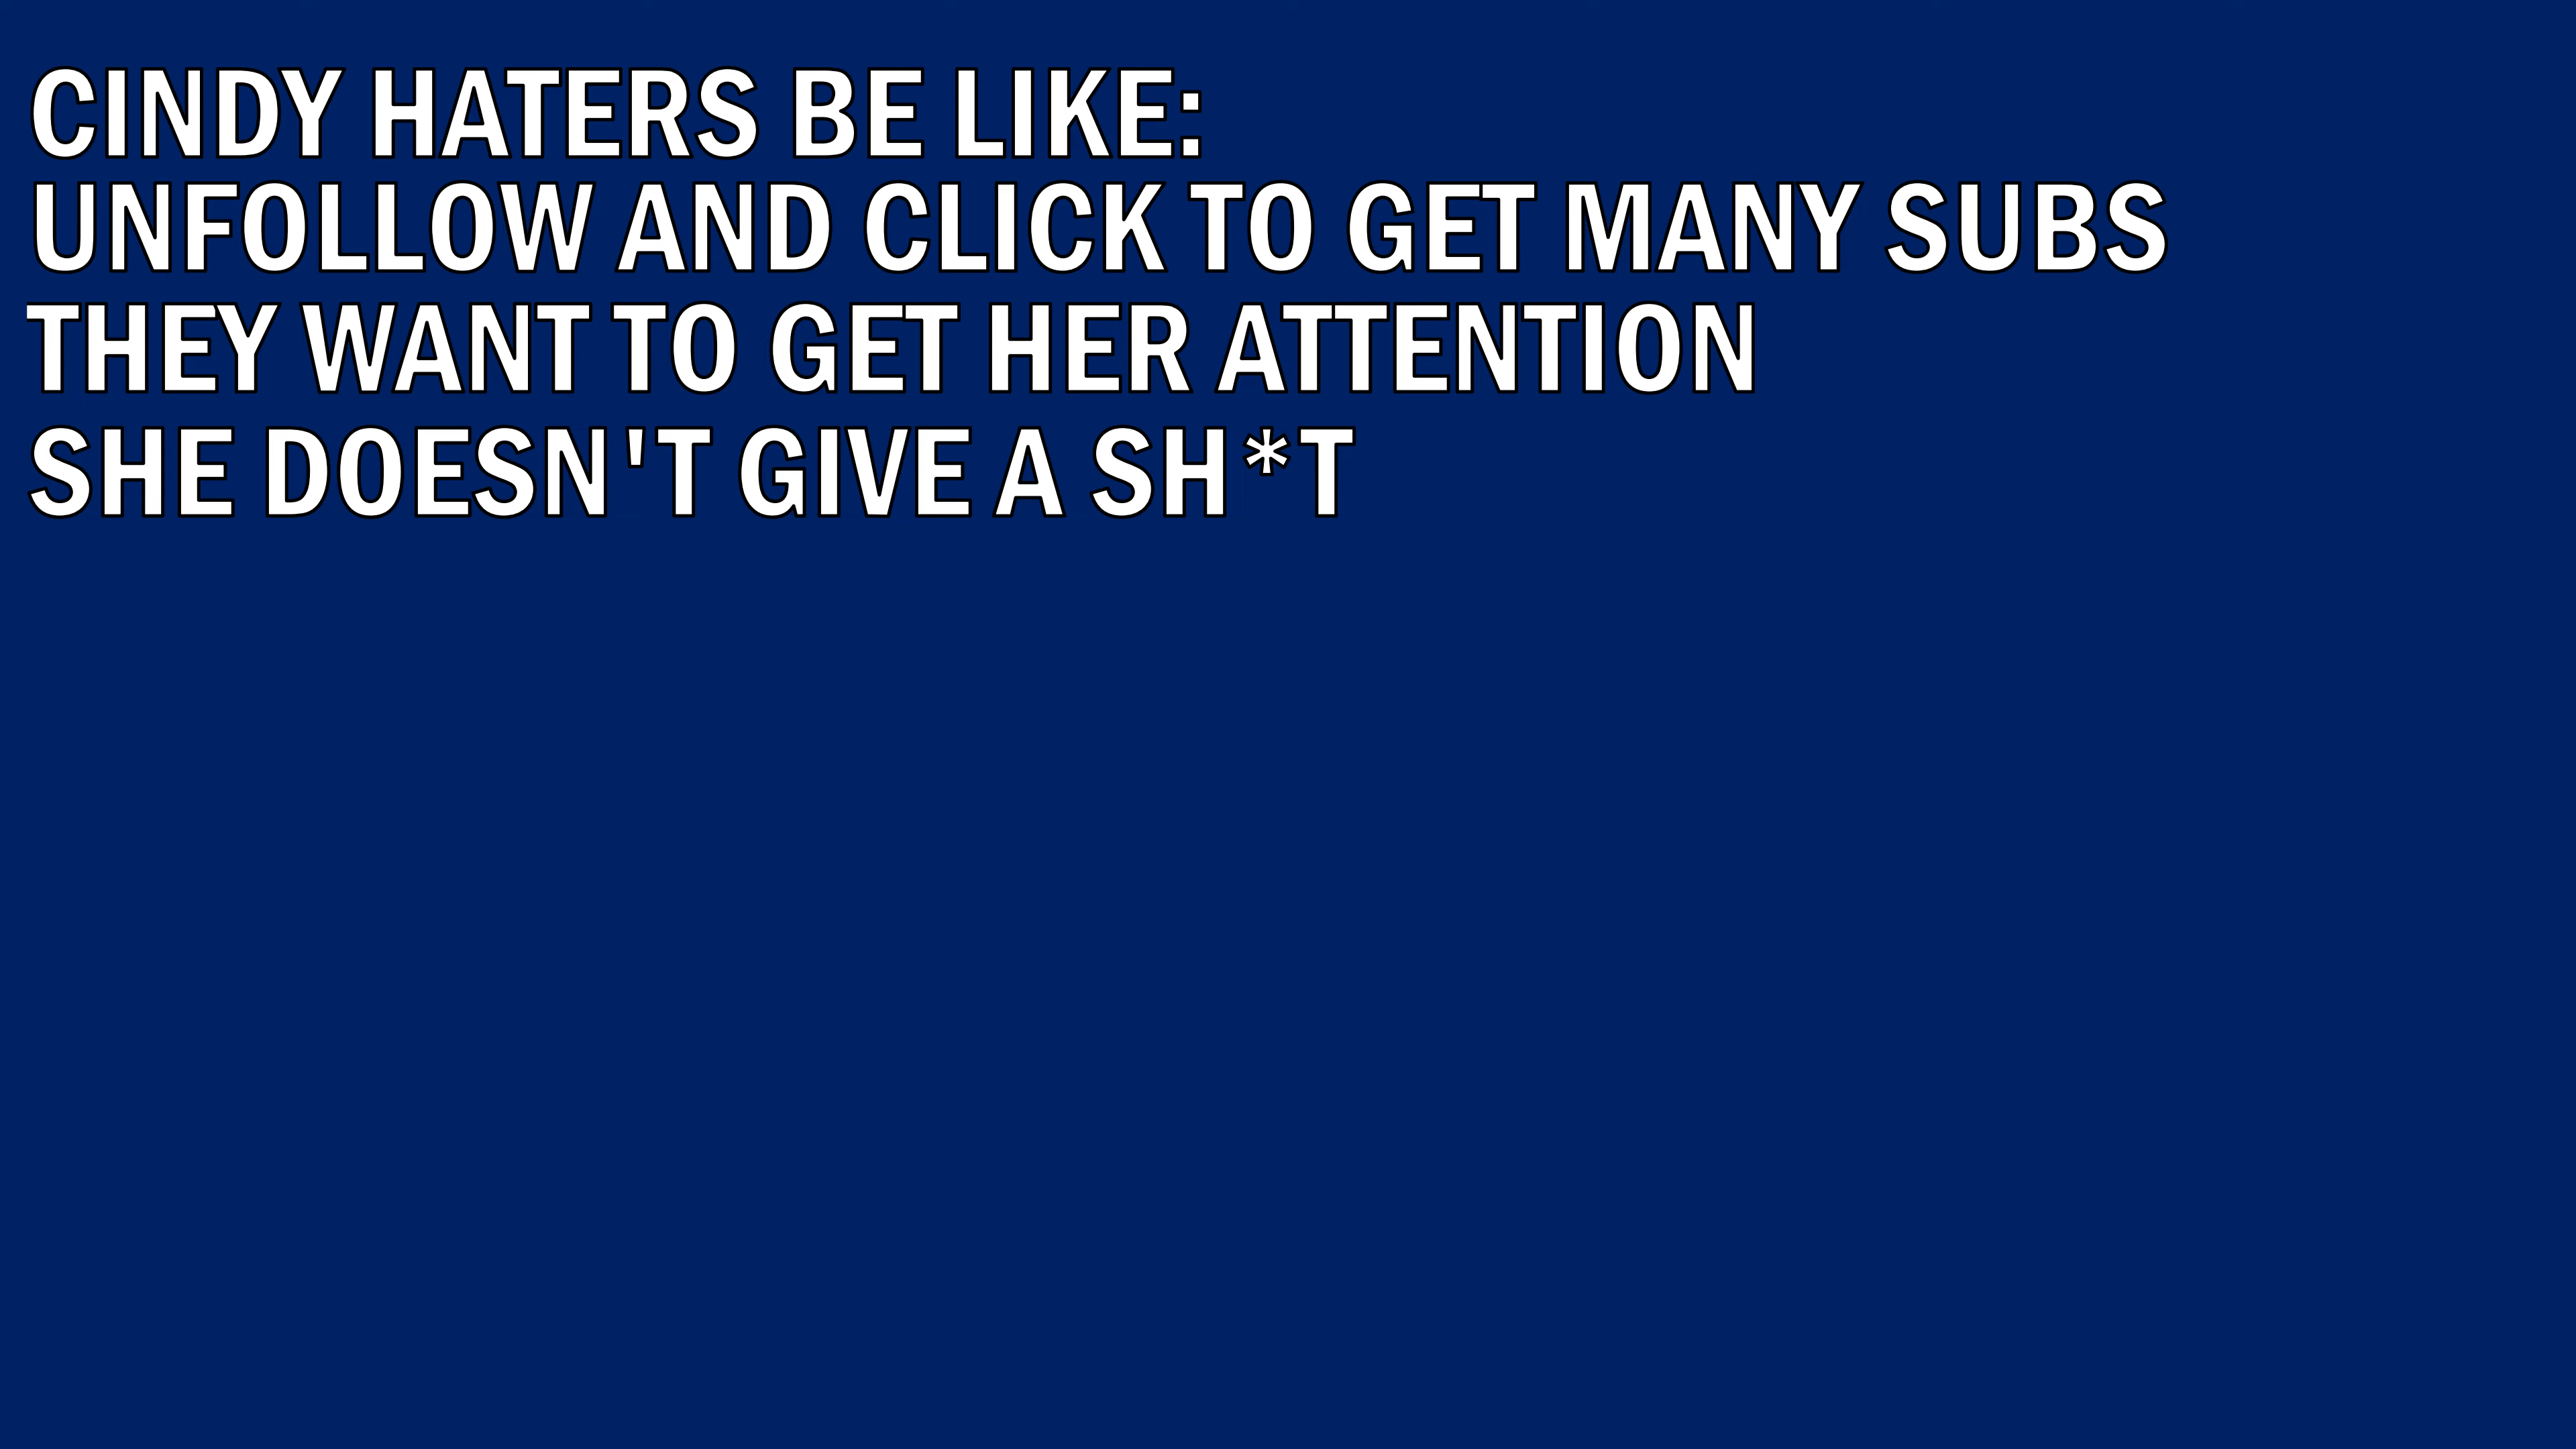 CINDY HATERS BE LIKE:
UNFOLLOW AND CLICK TO GET MANY SUBS
THEY WANT TO GET HER ATTENTION
SHE DOESN'T GIVE A SH*T